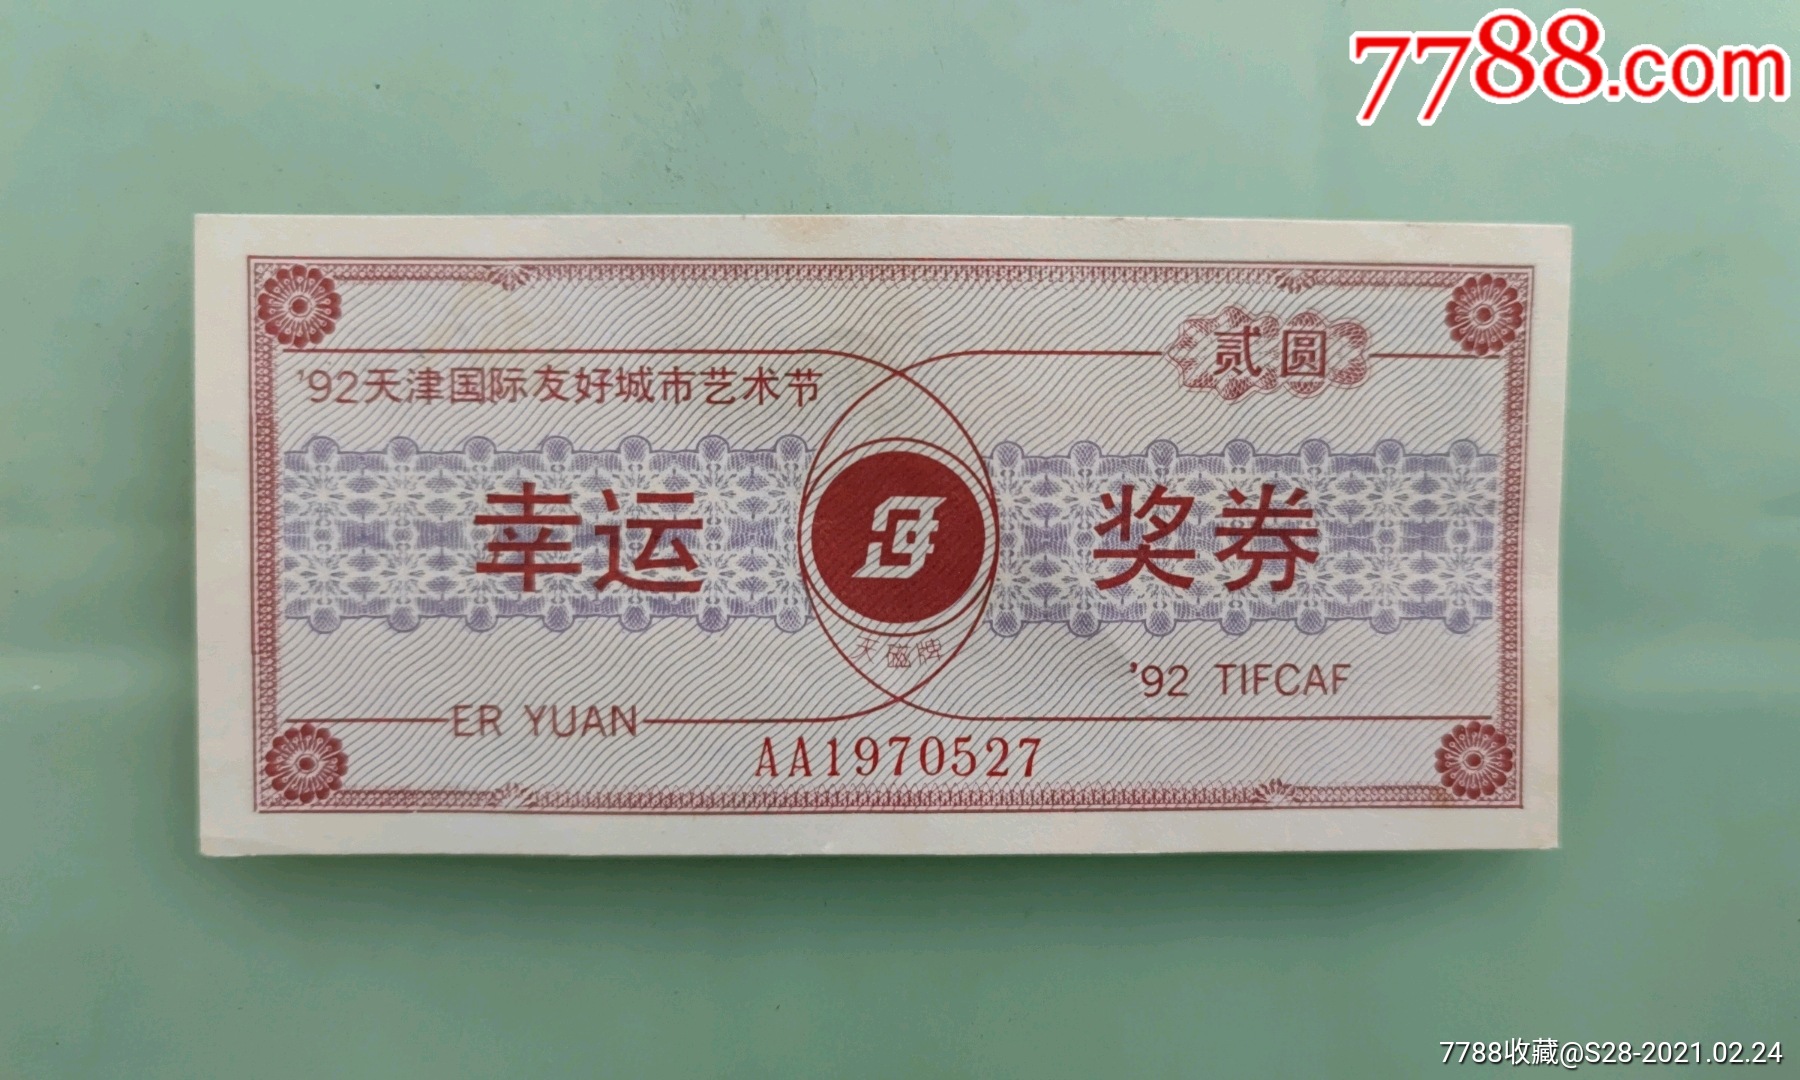 7788.com
贰圆
'92天津国际友好城市艺术节
幸运 奖券
天磁牌
'92 TIFCAF
ER YUAN
AA1970527
7788收藏@S28-2021.02.24